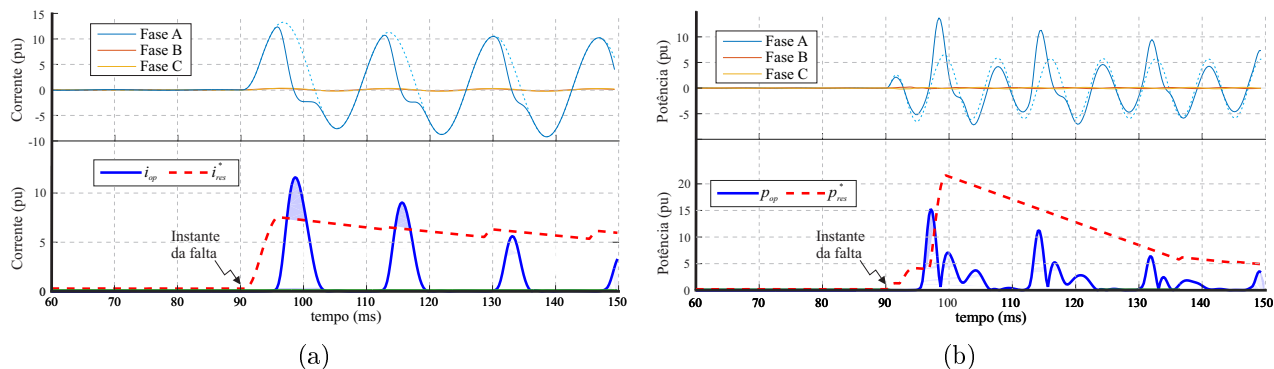 Corrente (pu)
15
10
5
0
-5
-10
Fase A
Fase B
Fase C
Corrente (pu)
10
5
0
i_op i*_res
Instante
da falta
60 70 80 90 100 110 120 130 140 150
tempo (ms)
(a)
Potência (pu)
15
10
5
0
-5
Fase A
Fase B
Fase C
Potência (pu)
20
15
10
5
0
p_op p*_res
Instante
da falta
60 70 80 90 100 110 120 130 140 150
tempo (ms)
(b)